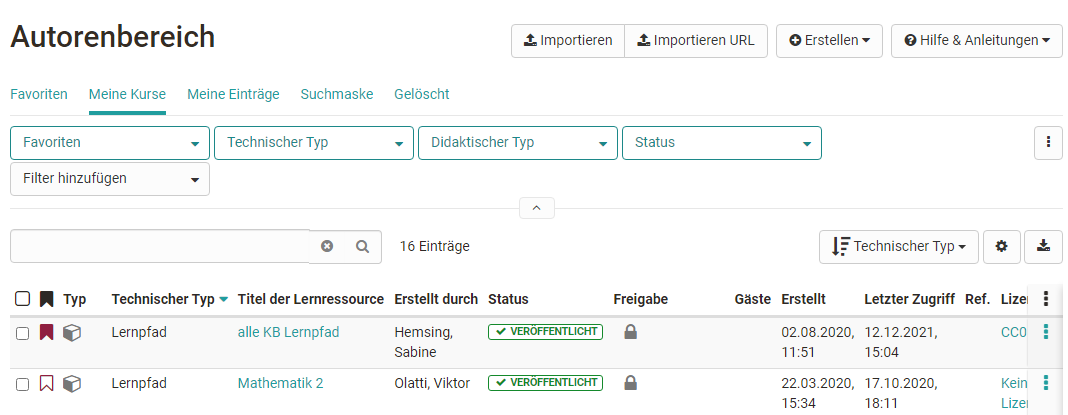 Autorenbereich
Importieren Importieren URL Erstellen Hilfe & Anleitungen
Favoriten Meine Kurse Meine Einträge Suchmaske Gelöscht
Favoriten Technischer Typ Didaktischer Typ Status
Filter hinzufügen
16 Einträge Technischer Typ
Typ Technischer Typ Titel der Lernressource Erstellt durch Status Freigabe Gäste Erstellt Letzter Zugriff Ref. Lizen
Lernpfad alle KB Lernpfad Hemsing, VERÖFFENTLICHT 02.08.2020, 12.12.2021, CC0
Sabine 11:51 15:04
Lernpfad Mathematik 2 Olatti, Viktor VERÖFFENTLICHT 22.03.2020, 17.10.2020, Kein
15:34 18:11 Lizen